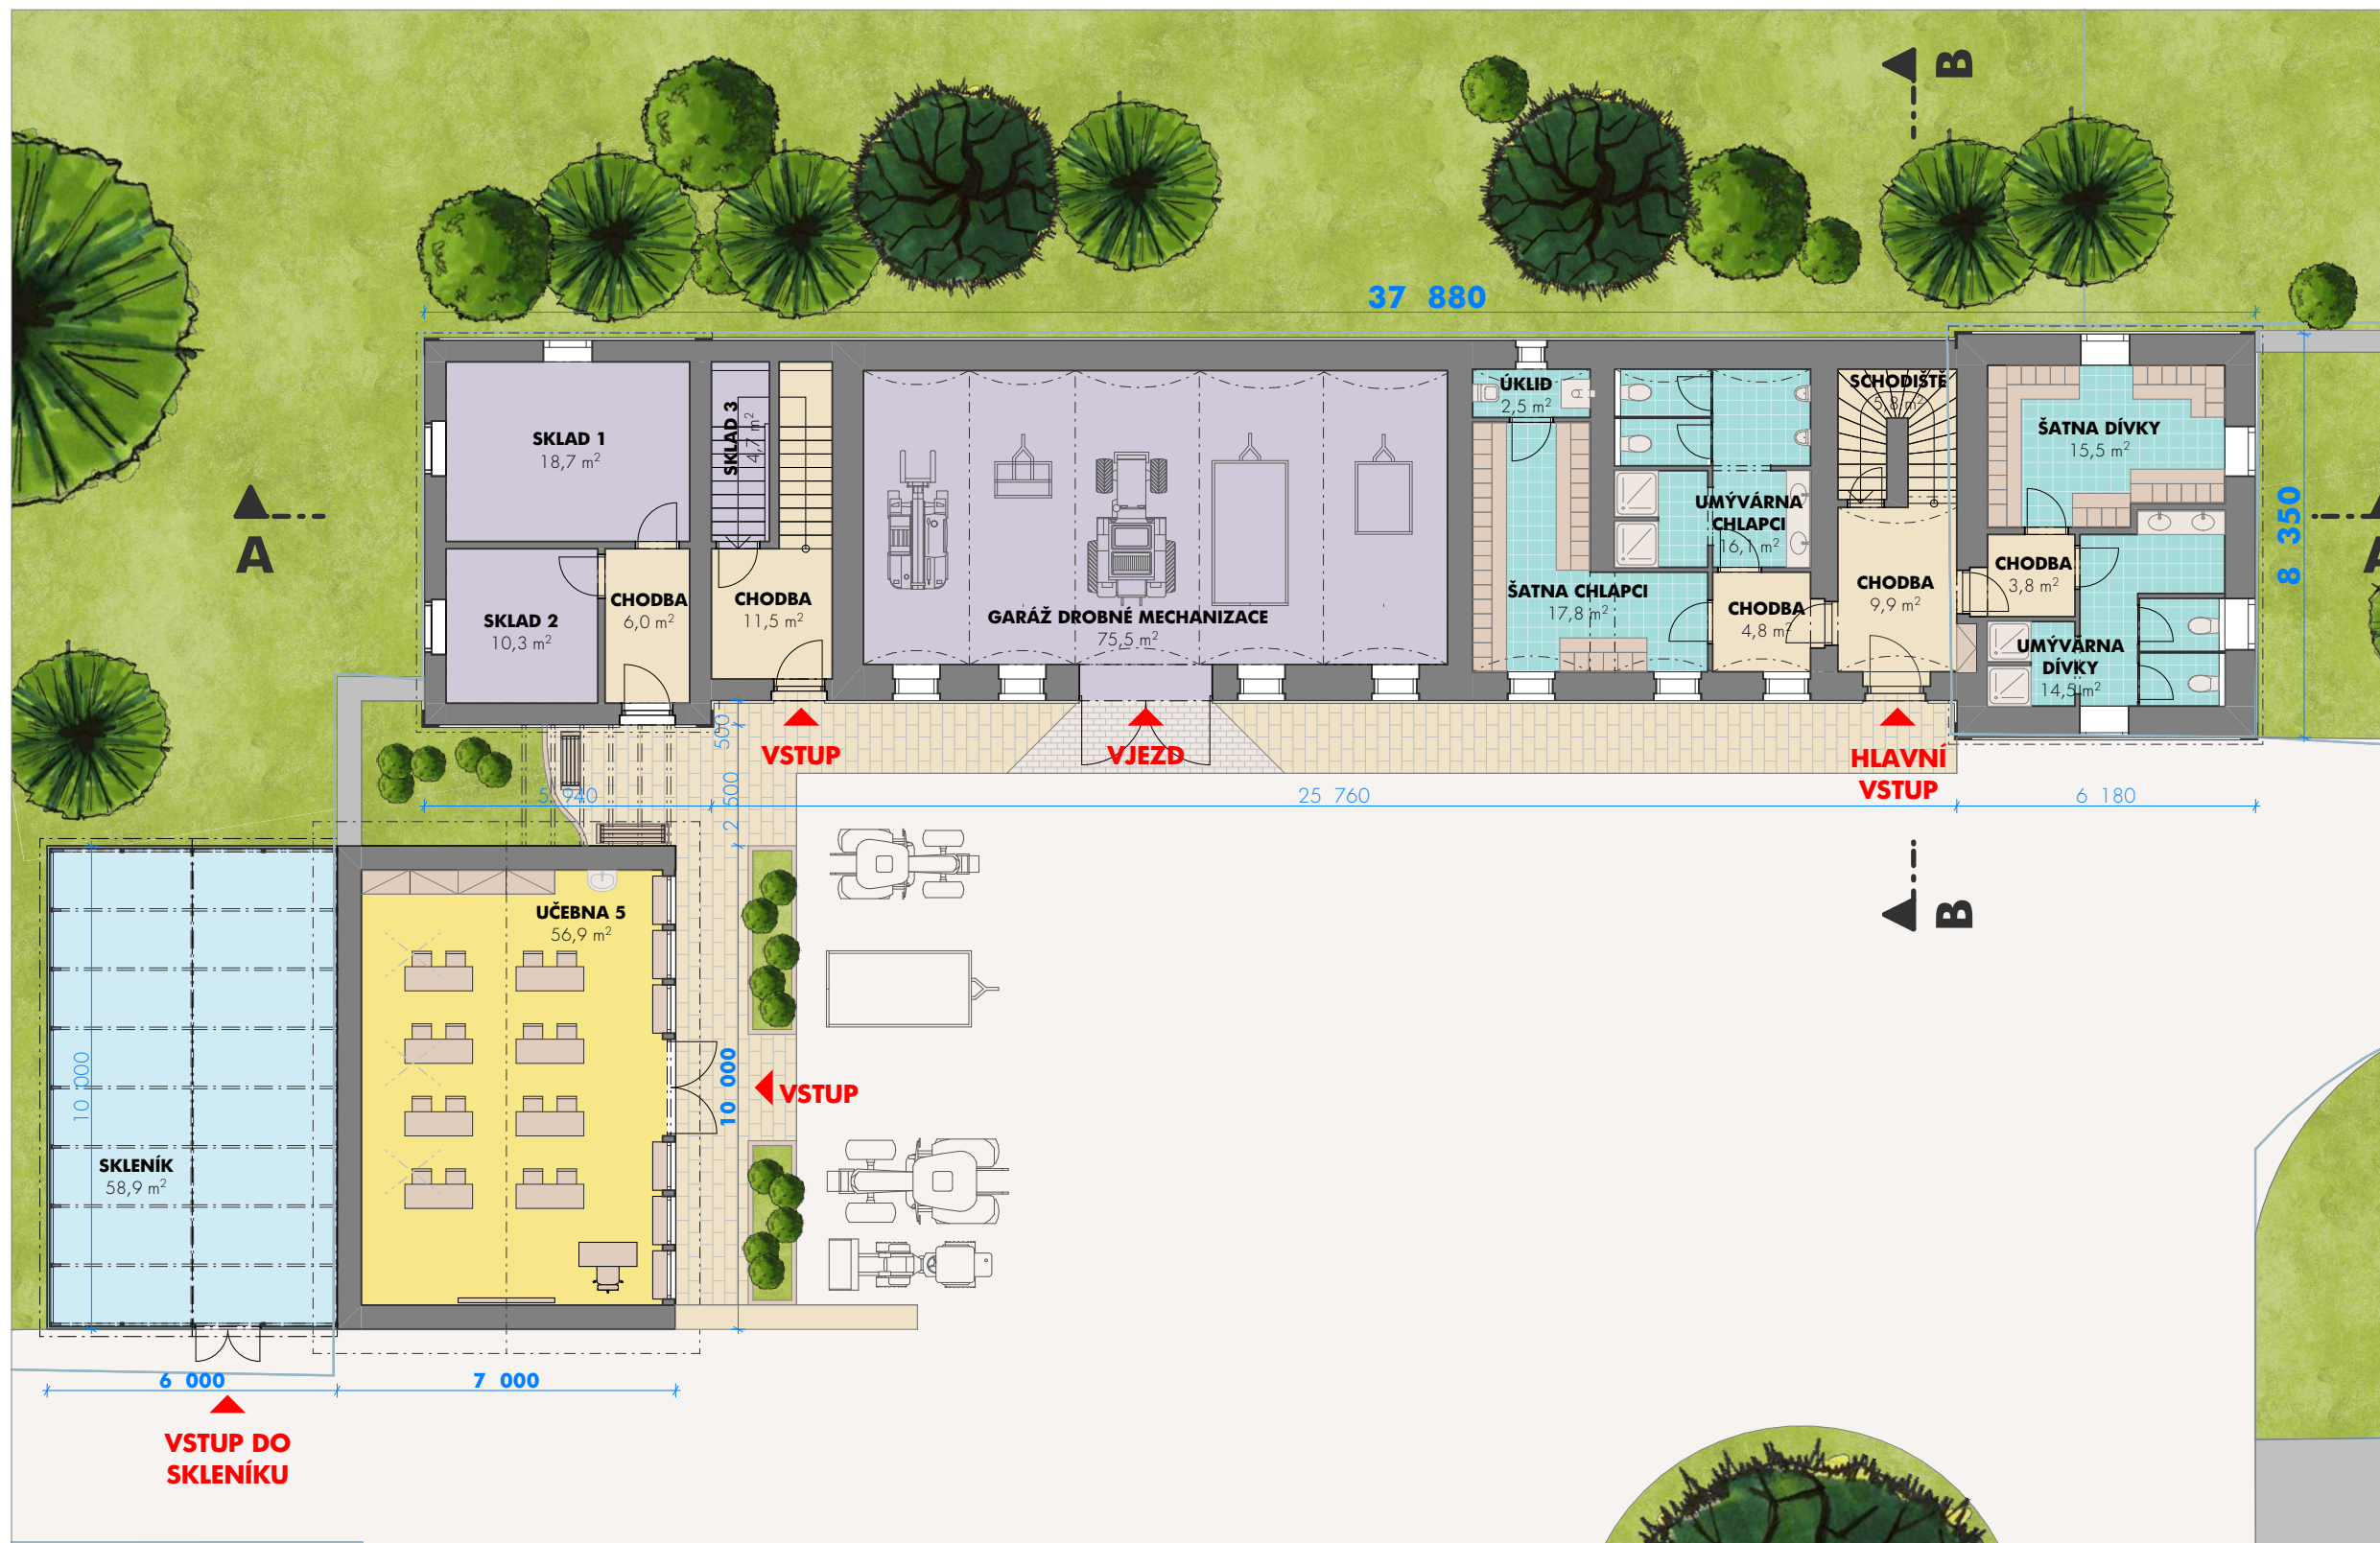 B
37 880
SKLAD 1
18,7 m²
SKLAD 3
4,7 m²
ÚKLID
2,5 m²
SCHODIŠTĚ
5,8 m²
ŠATNA DÍVKY
15,5 m²
UMÝVÁRNA
CHLAPCI
16,1 m²
8 350
A
A
SKLAD 2
10,3 m²
CHODBA
6,0 m²
CHODBA
11,5 m²
GARÁŽ DROBNÉ MECHANIZACE
75,5 m²
ŠATNA CHLAPCI
17,8 m²
CHODBA
4,8 m²
CHODBA
9,9 m²
CHODBA
3,8 m²
UMÝVÁRNA
DÍVKY
14,5 m²
500
VSTUP
VJEZD
HLAVNÍ
VSTUP
5 940
2 500
25 760
6 180
B
UČEBNA 5
56,9 m²
10 000
10 000
VSTUP
SKLENÍK
58,9 m²
6 000
7 000
VSTUP DO
SKLENÍKU